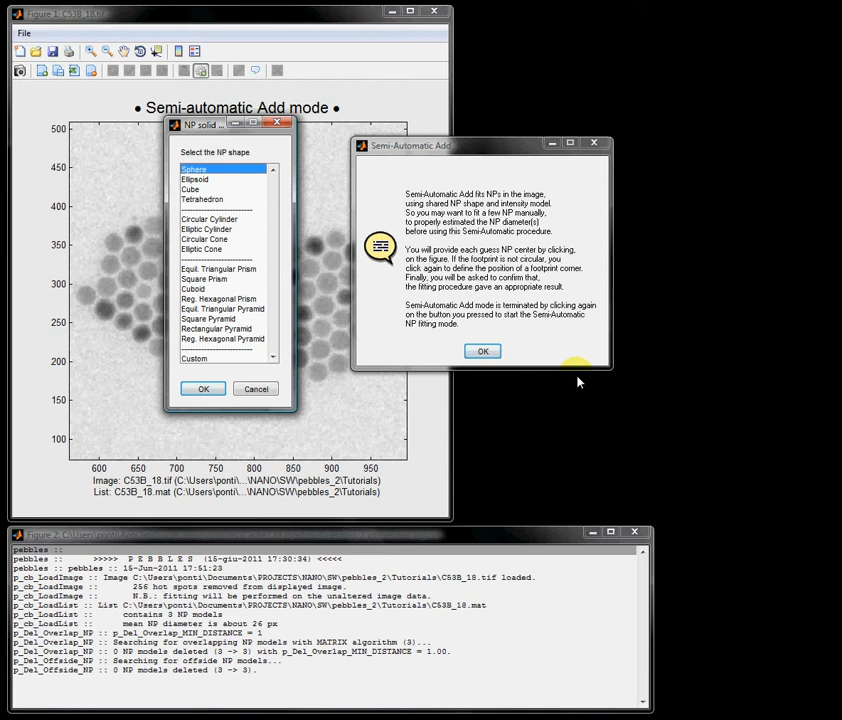 Figure 1: C53B_18.tif
File
● Semi-automatic Add mode ●
500
450
400
350
300
250
200
150
100
600
650
700
750
800
850
900
950
Image: C53B_18.tif (C:\Users\ponti\...\NANO\SW\pebbles_2\Tutorials)
List: C53B_18.mat (C:\Users\ponti\...\NANO\SW\pebbles_2\Tutorials)
NP solid ...
Select the NP shape
Sphere
Ellipsoid
Cube
Tetrahedron
Circular Cylinder
Elliptic Cylinder
Circular Cone
Elliptic Cone
Equil. Triangular Prism
Square Prism
Cuboid
Reg. Hexagonal Prism
Equil. Triangular Pyramid
Square Pyramid
Rectangular Pyramid
Reg. Hexagonal Pyramid
Custom
OK
Cancel
Semi-Automatic Add
Semi-Automatic Add fits NPs in the image,
using shared NP shape and intensity model.
So you may want to fit a few NP manually,
to properly estimated the NP diameter(s)
before using this Semi-Automatic procedure.
You will provide each guess NP center by clicking,
on the figure. If the footprint is not circular, you
click again to define the position of a footprint corner.
Finally, you will be asked to confirm that,
the fitting procedure gave an appropriate result.
Semi-Automatic Add mode is terminated by clicking again
on the button you pressed to start the Semi-Automatic
NP fitting mode.
OK
pebbles ::
pebbles :: >>>>> P E B B L E S (15-giu-2011 17:30:34) <<<<<
pebbles :: pebbles :: 15-Jun-2011 17:51:23
p_cb_LoadImage :: Image C:\Users\ponti\Documents\PROJECTS\NANO\SW\pebbles_2\Tutorials\C53B_18.tif loaded.
p_cb_LoadImage :: 256 hot spots removed from displayed image.
p_cb_LoadImage :: N.B.: fitting will be performed on the unaltered image data.
p_cb_LoadList :: List C:\Users\ponti\Documents\PROJECTS\NANO\SW\pebbles_2\Tutorials\C53B_18.mat
p_cb_LoadList :: contains 3 NP models
p_cb_LoadList :: mean NP diameter is about 26 px
p_Del_Overlap_NP :: p_Del_Overlap_MIN_DISTANCE = 1
p_Del_Overlap_NP :: Searching for overlapping NP models with MATRIX algorithm (3)...
p_Del_Overlap_NP :: 0 NP models deleted (3 -> 3) with p_Del_Overlap_MIN_DISTANCE = 1.00.
p_Del_Offside_NP :: Searching for offside NP models...
p_Del_Offside_NP :: 0 NP models deleted (3 -> 3).